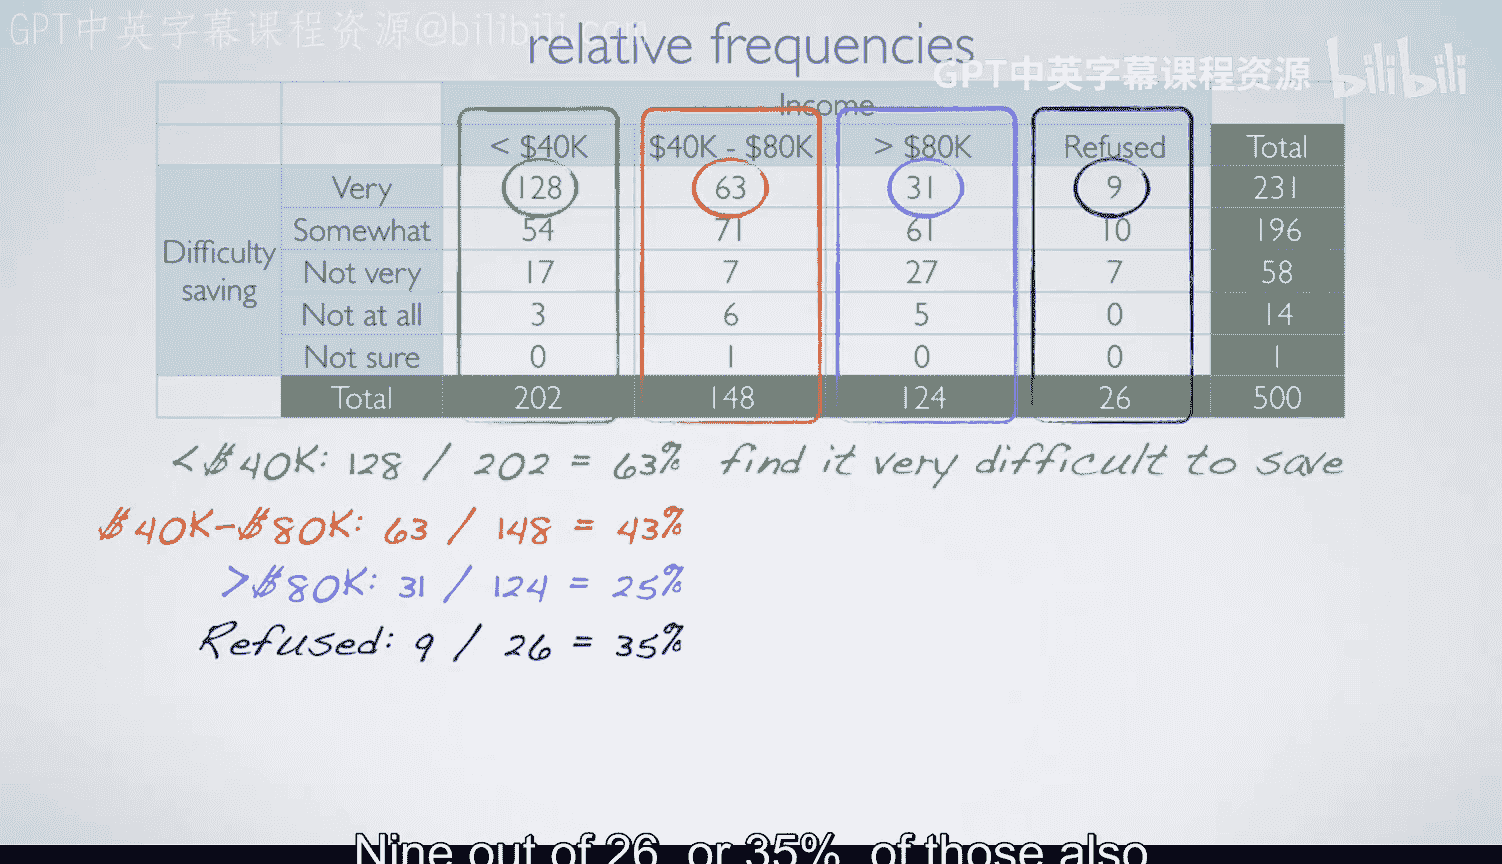 GPT中英字幕课程资源@bilibili.com
relative frequencies
GPT中英字幕课程资源 bilibili
Income
< $40K $40K - $80K > $80K Refused Total
Difficulty saving
Very 128 63 31 9 231
Somewhat 54 71 61 10 196
Not very 17 7 27 7 58
Not at all 3 6 5 0 14
Not sure 0 1 0 0 1
Total 202 148 124 26 500
<$40K: 128 / 202 = 63% find it very difficult to save
$40K-$80K: 63 / 148 = 43%
>$80K: 31 / 124 = 25%
Refused: 9 / 26 = 35%
Nine out of 26, or 35%, of those also